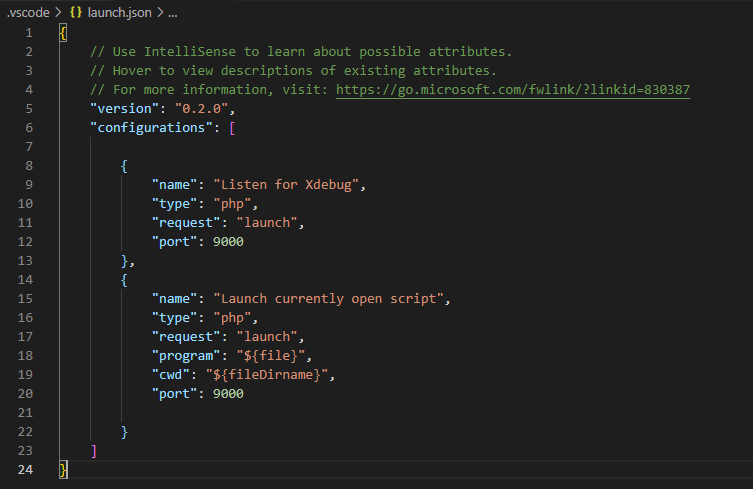 .vscode > {} launch.json > ...
1 {
2 // Use IntelliSense to learn about possible attributes.
3 // Hover to view descriptions of existing attributes.
4 // For more information, visit: https://go.microsoft.com/fwlink/?linkid=830387
5 "version": "0.2.0",
6 "configurations": [
7
8 {
9 "name": "Listen for Xdebug",
10 "type": "php",
11 "request": "launch",
12 "port": 9000
13 },
14 {
15 "name": "Launch currently open script",
16 "type": "php",
17 "request": "launch",
18 "program": "${file}",
19 "cwd": "${fileDirname}",
20 "port": 9000
21
22 }
23 ]
24 }